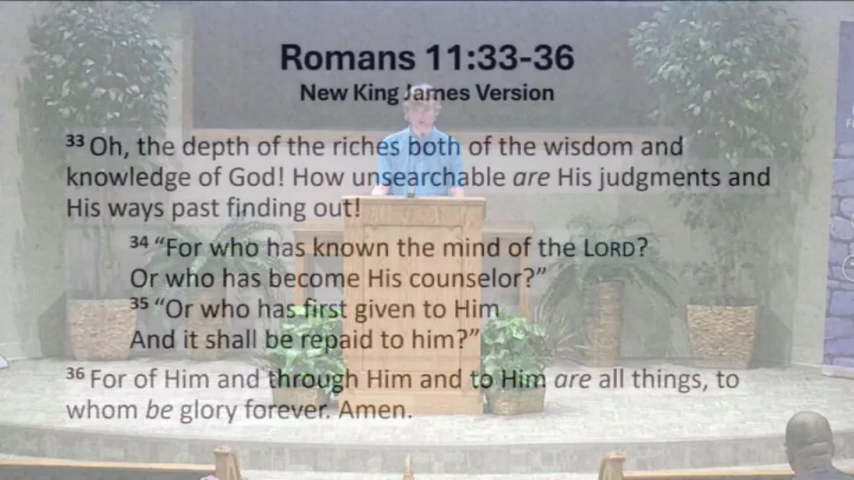 Romans 11:33-36
New King James Version
33 Oh, the depth of the riches both of the wisdom and
knowledge of God! How unsearchable are His judgments and
His ways past finding out!
34 “For who has known the mind of the LORD?
Or who has become His counselor?”
35 “Or who has first given to Him
And it shall be repaid to him?”
36 For of Him and through Him and to Him are all things, to
whom be glory forever. Amen.